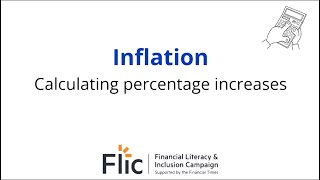 Inflation
Calculating percentage increases
Flic
Financial Literacy &
Inclusion Campaign
Supported by the Financial Times